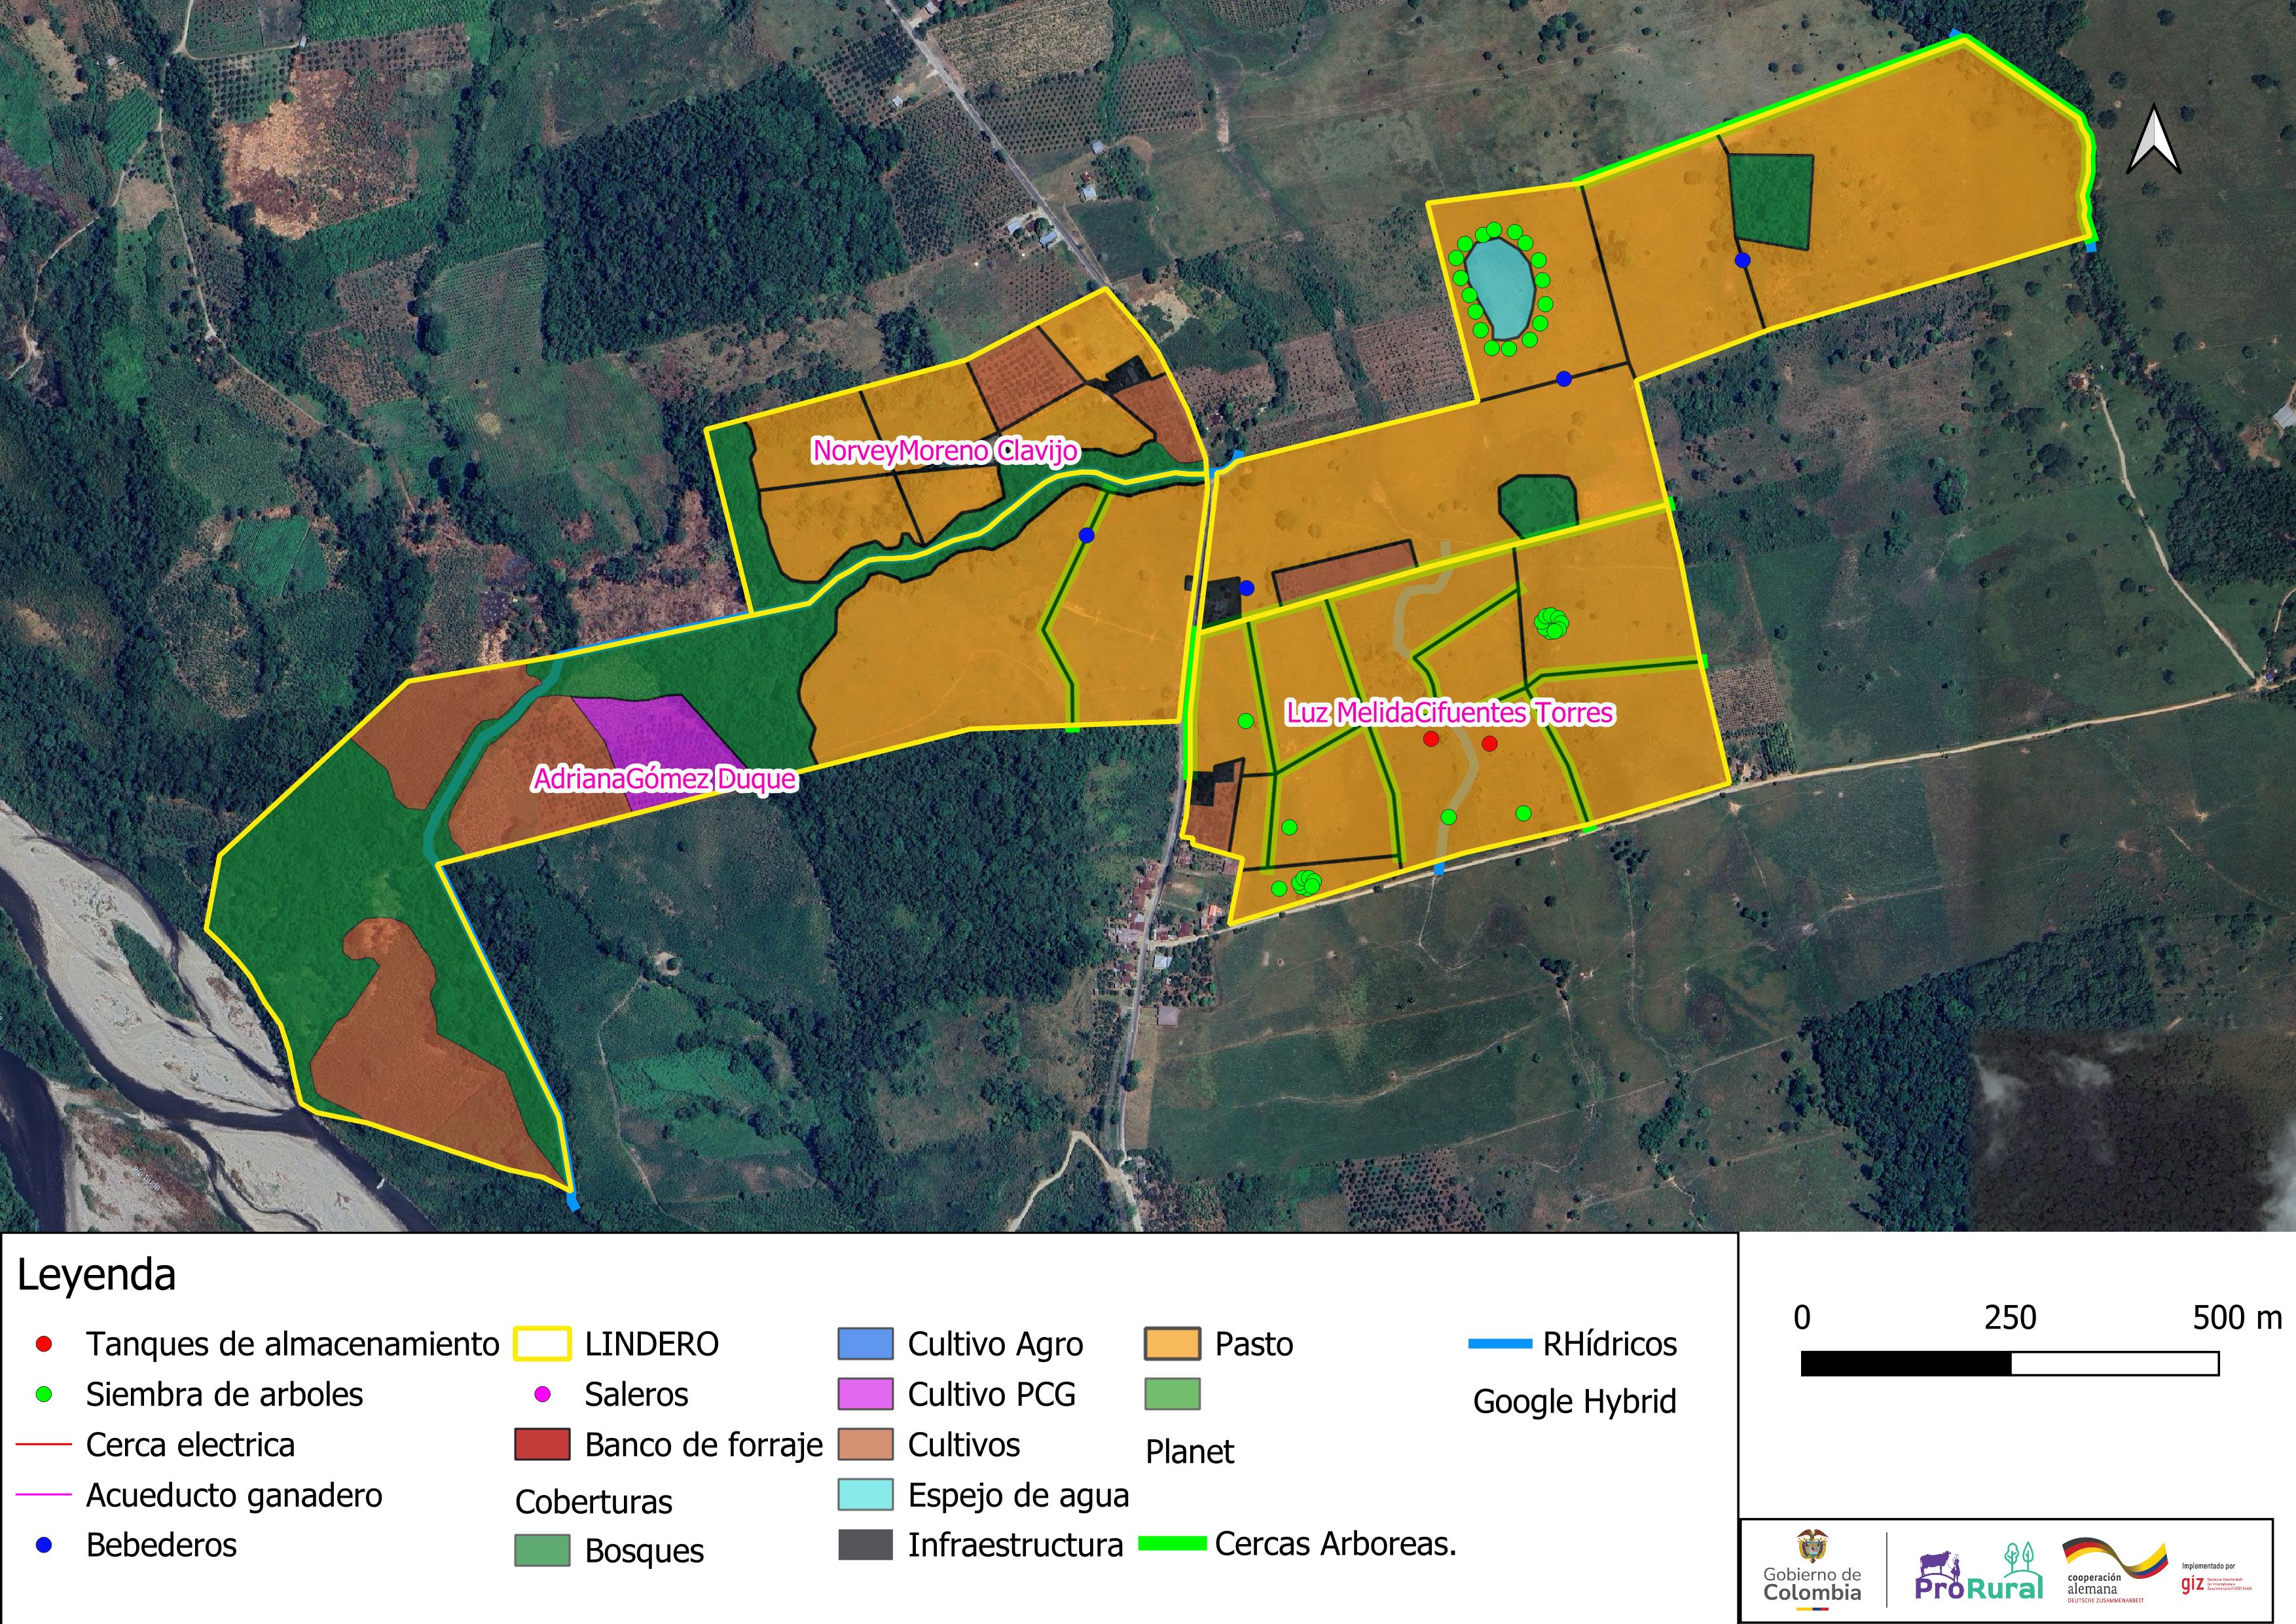 NorveyMoreno Clavijo
Luz MelidaCifuentes Torres
AdrianaGómez Duque
Leyenda
Tanques de almacenamiento
Siembra de arboles
Cerca electrica
Acueducto ganadero
Bebederos
LINDERO
Saleros
Banco de forraje
Coberturas
Bosques
Cultivo Agro
Cultivo PCG
Cultivos
Espejo de agua
Infraestructura
Pasto
Planet
Cercas Arboreas.
RHídricos
Google Hybrid
0 250 500 m
Gobierno de
Colombia
ProRural
cooperación
alemana
DEUTSCHE ZUSAMMENARBEIT
Implementado por
giz